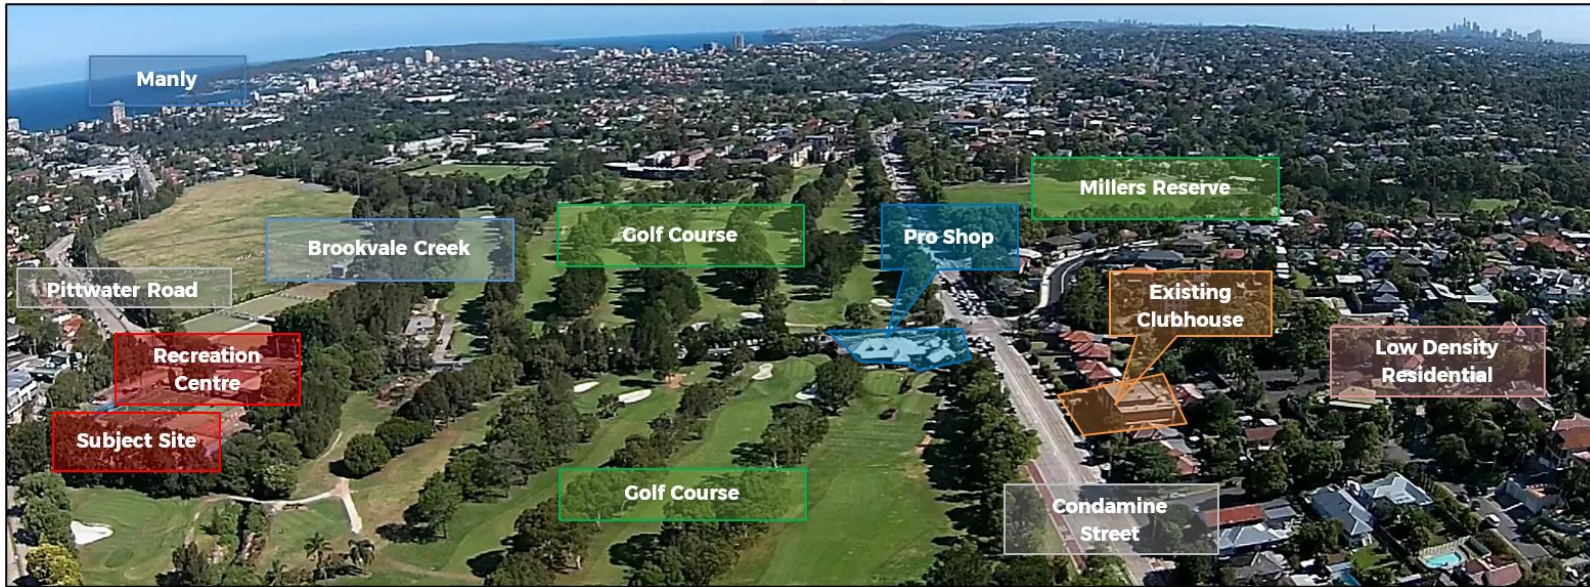 Manly
Millers Reserve
Brookvale Creek
Golf Course
Pro Shop
Pittwater Road
Existing
Clubhouse
Recreation
Centre
Low Density
Residential
Subject Site
Golf Course
Condamine
Street